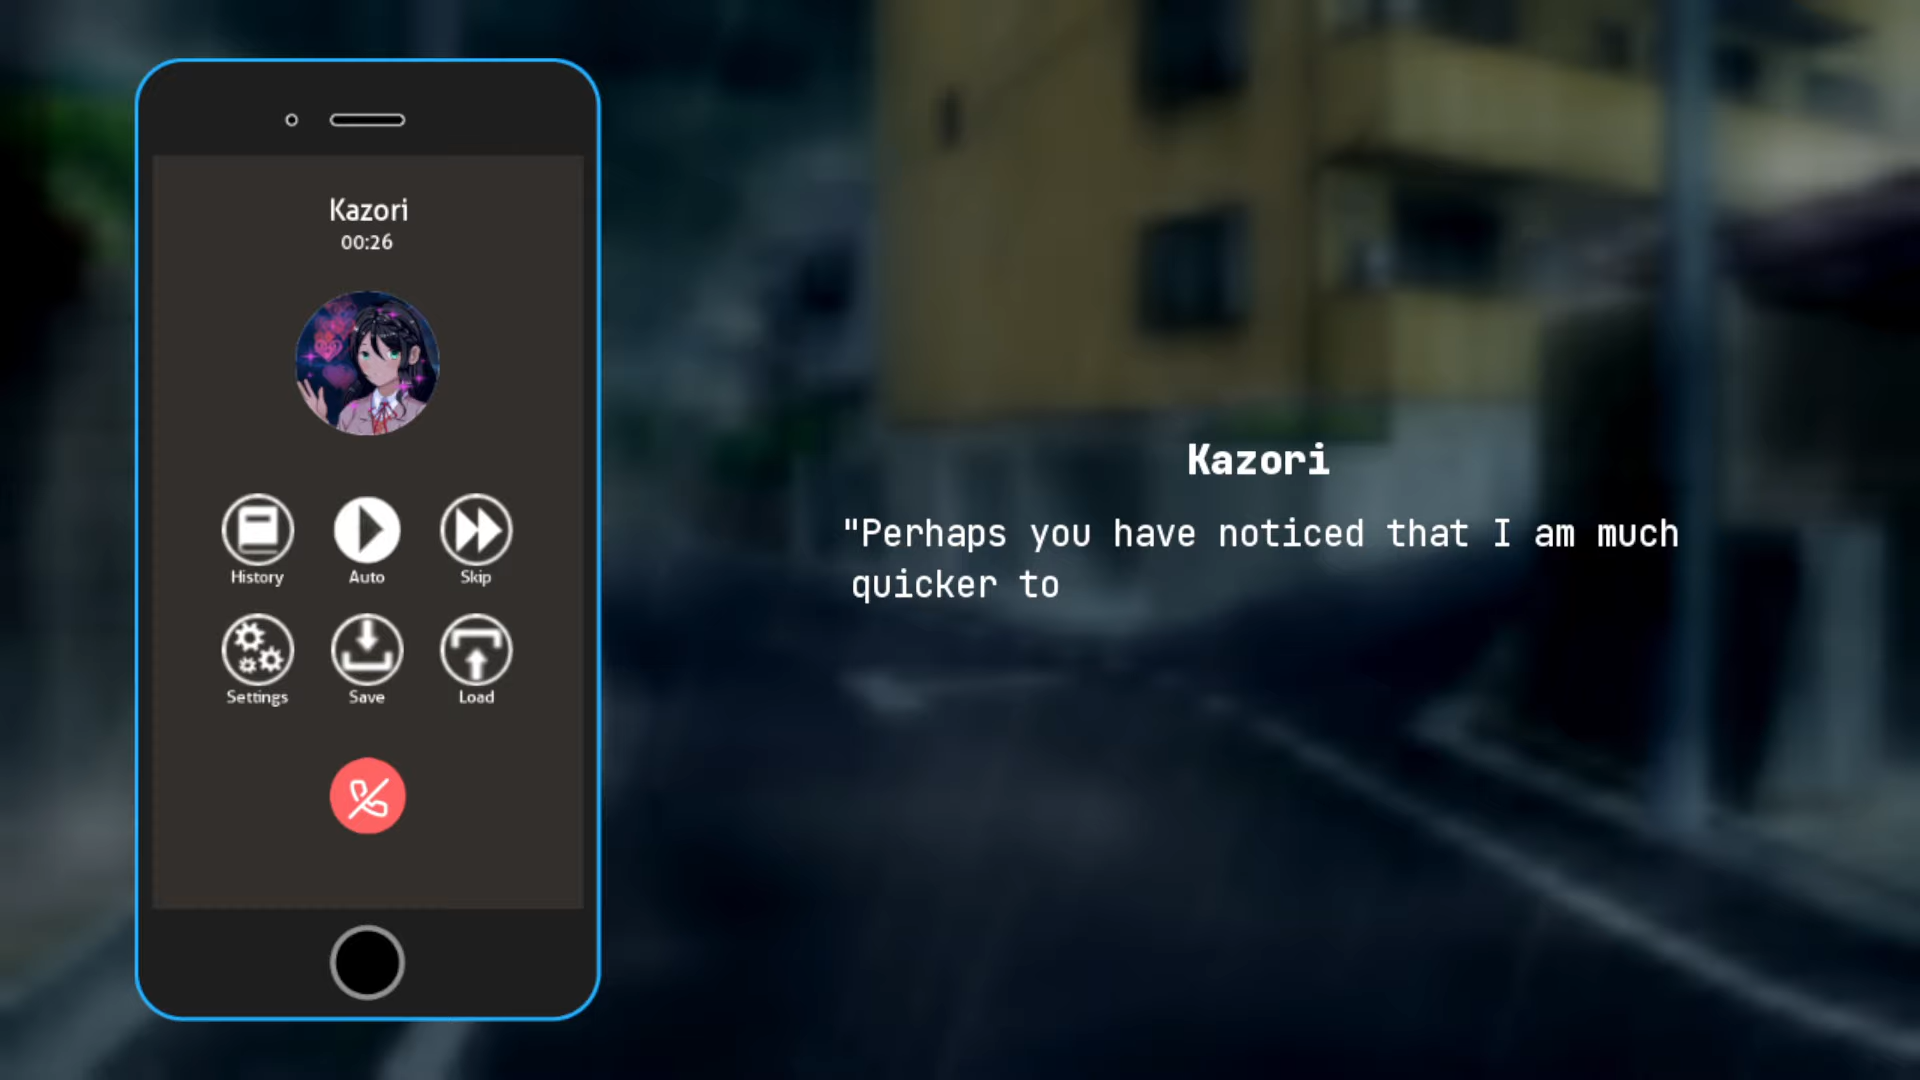 Kazori
00:26
History
Auto
Skip
Settings
Save
Load
Kazori
"Perhaps you have noticed that I am much
quicker to